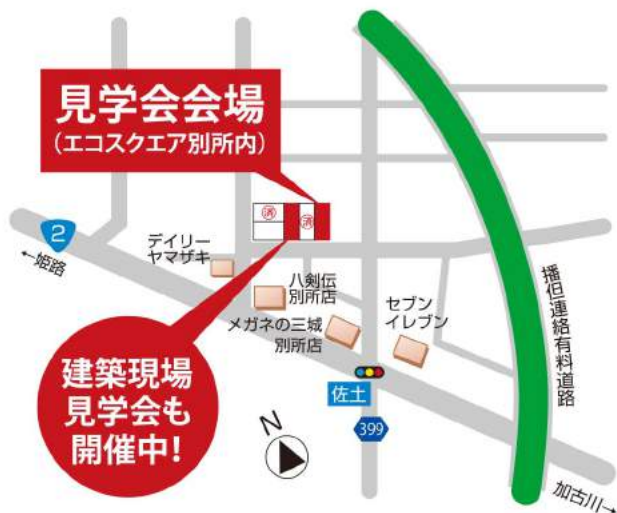 見学会会場
(エコスクエア別所内)
済
済
2
←姫路
デイリー
ヤマザキ
八剣伝
別所店
メガネの三城
別所店
セブン
イレブン
播但連絡有料道路
建築現場
見学会も
開催中!
佐土
399
N
加古川→